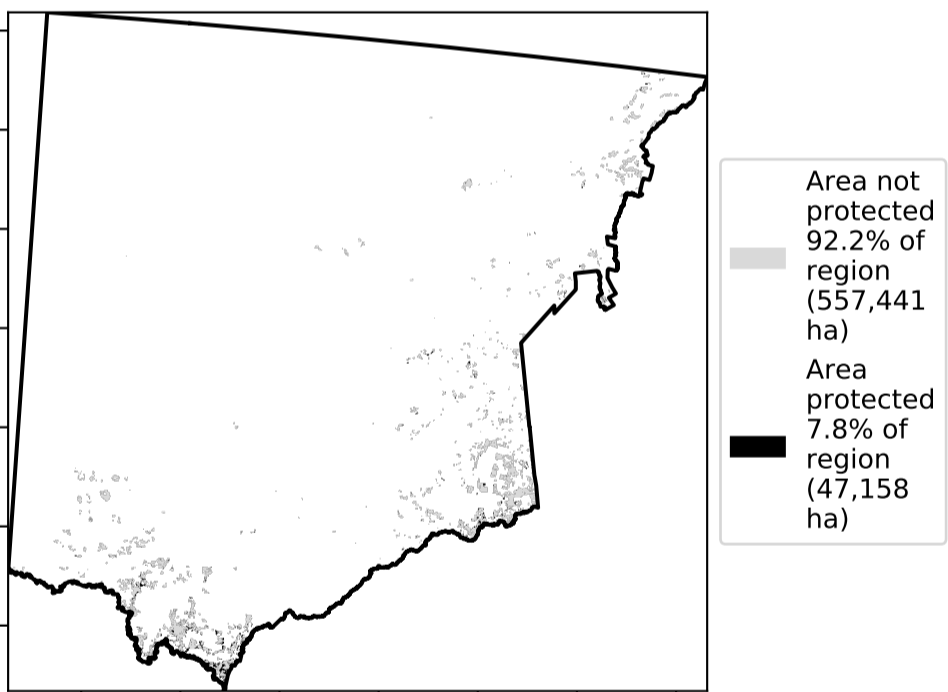 Area not
protected
92.2% of
region
(557,441
ha)
Area
protected
7.8% of
region
(47,158
ha)